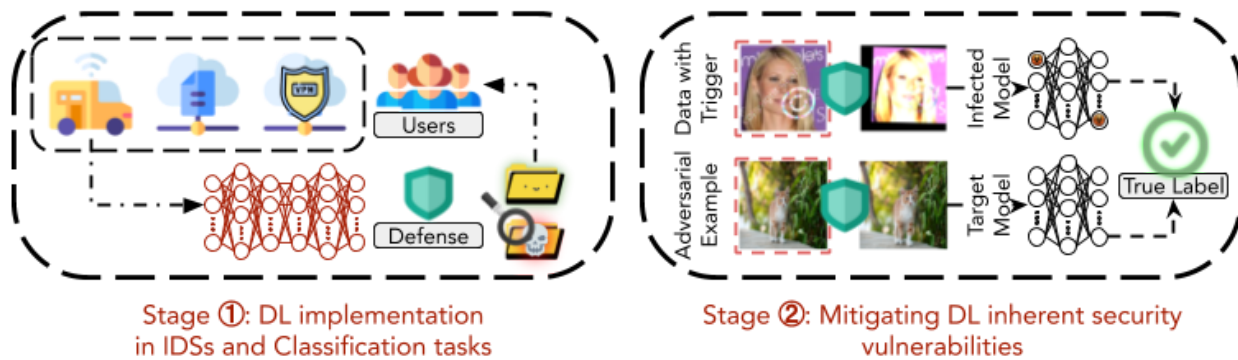 VPN
Users
Defense
Stage ①: DL implementation
in IDSs and Classification tasks
Data with
Trigger
Infected
Model
Adversarial
Example
Target
Model
True Label
Stage ②: Mitigating DL inherent security
vulnerabilities